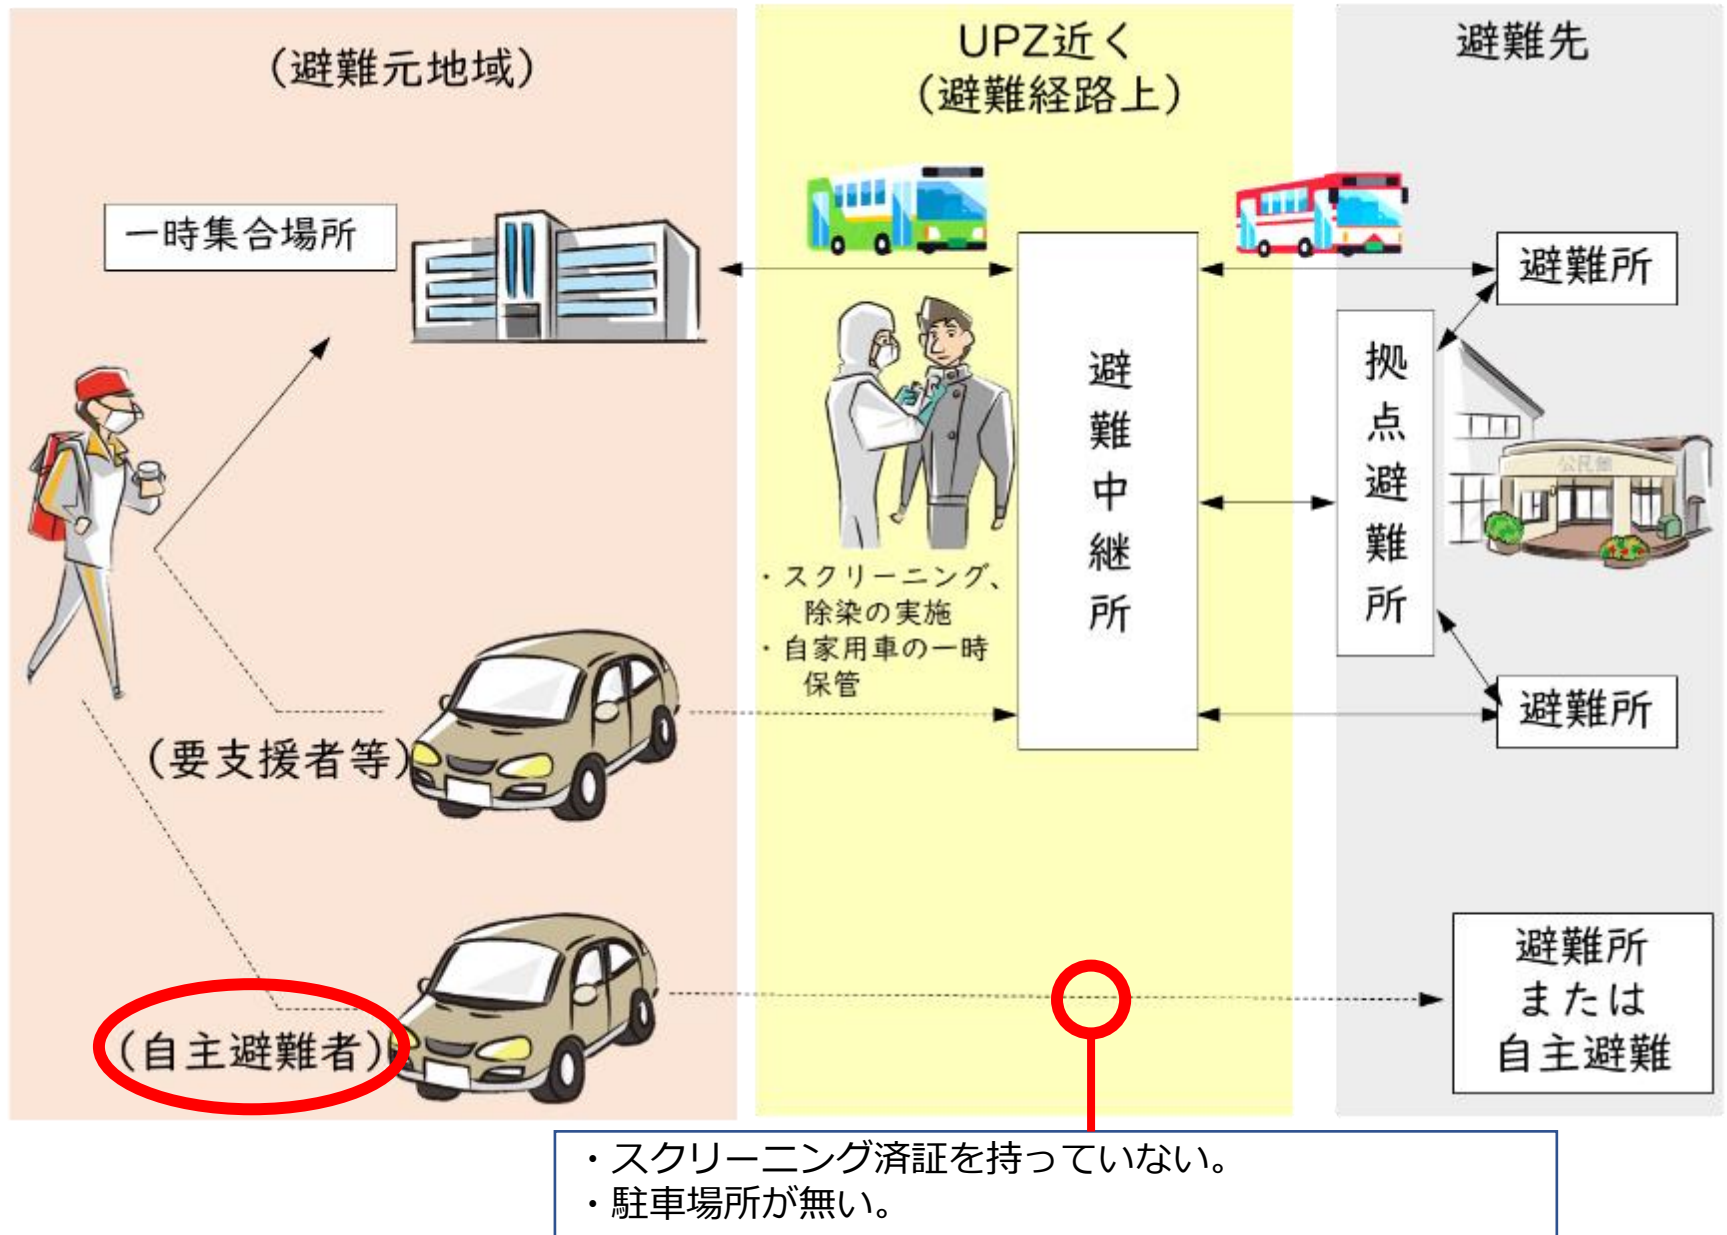 （避難元地域）
UPZ近く
（避難経路上）
避難先
一時集合場所
避難所
避難中継所
拠点避難所
公民館
・スクリーニング、
除染の実施
・自家用車の一時
保管
避難所
（要支援者等）
避難所
または
自主避難
（自主避難者）
・スクリーニング済証を持っていない。
・駐車場所が無い。